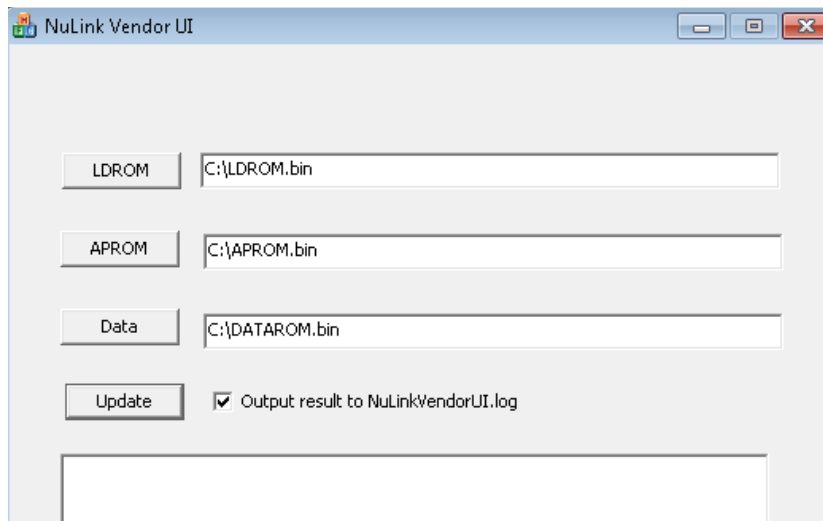 NuLink Vendor UI
LDROM C:\LDROM.bin
APROM C:\APROM.bin
Data C:\DATAROM.bin
Update Output result to NuLinkVendorUI.log